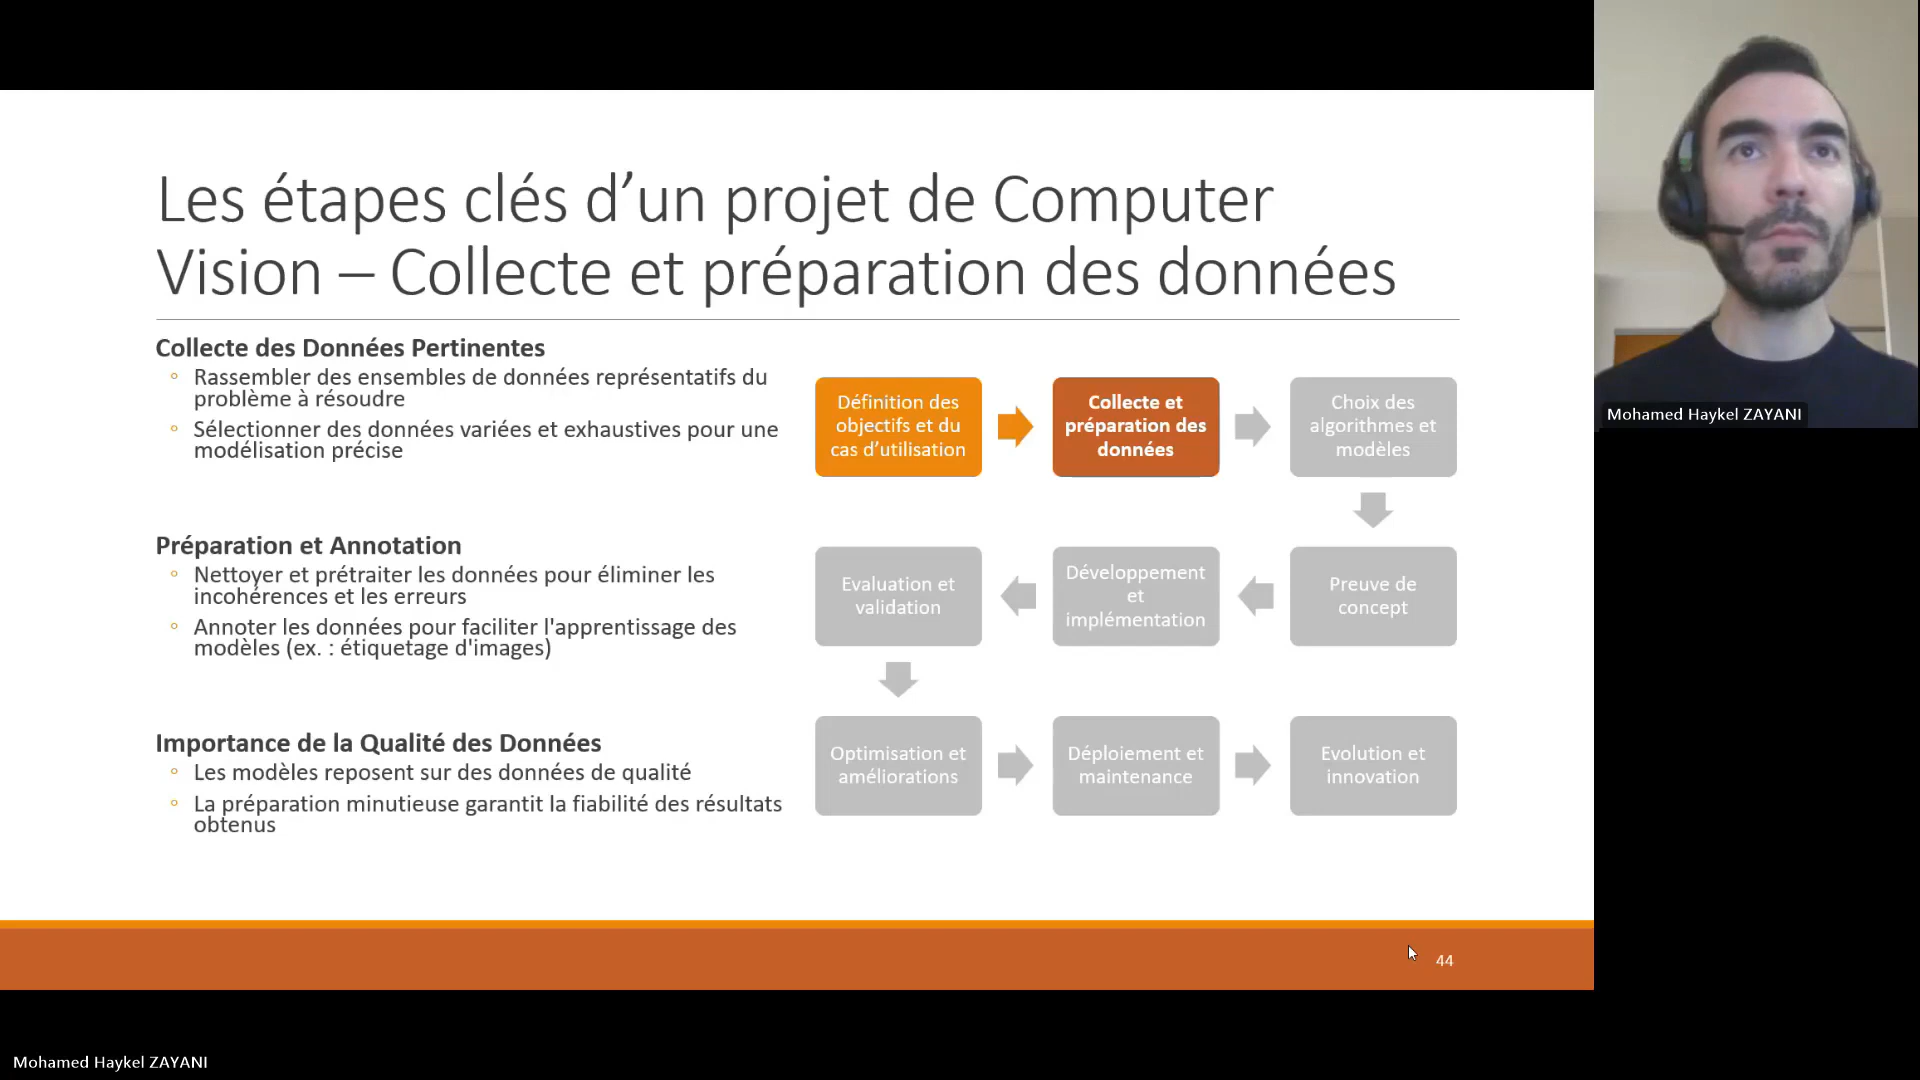 Les étapes clés d’un projet de Computer
Vision – Collecte et préparation des données
Collecte des Données Pertinentes
◦ Rassembler des ensembles de données représentatifs du
problème à résoudre
◦ Sélectionner des données variées et exhaustives pour une
modélisation précise
Préparation et Annotation
◦ Nettoyer et prétraiter les données pour éliminer les
incohérences et les erreurs
◦ Annoter les données pour faciliter l'apprentissage des
modèles (ex. : étiquetage d'images)
Importance de la Qualité des Données
◦ Les modèles reposent sur des données de qualité
◦ La préparation minutieuse garantit la fiabilité des résultats
obtenus
Définition des
objectifs et du
cas d’utilisation
Collecte et
préparation des
données
Choix des
algorithmes et
modèles
Preuve de
concept
Développement
et
implémentation
Evaluation et
validation
Optimisation et
améliorations
Déploiement et
maintenance
Evolution et
innovation
44
Mohamed Haykel ZAYANI
Mohamed Haykel ZAYANI